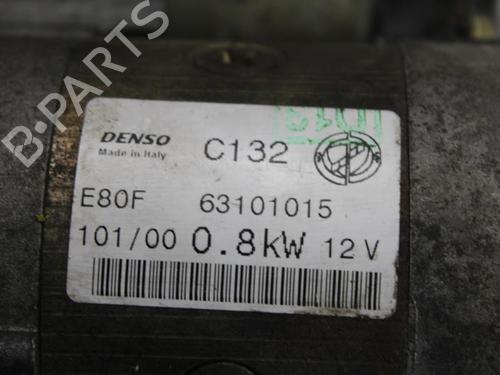 B-PARTS
DENSO
Made in Italy
C132
E80F 63101015
101/00 0.8kW 12V